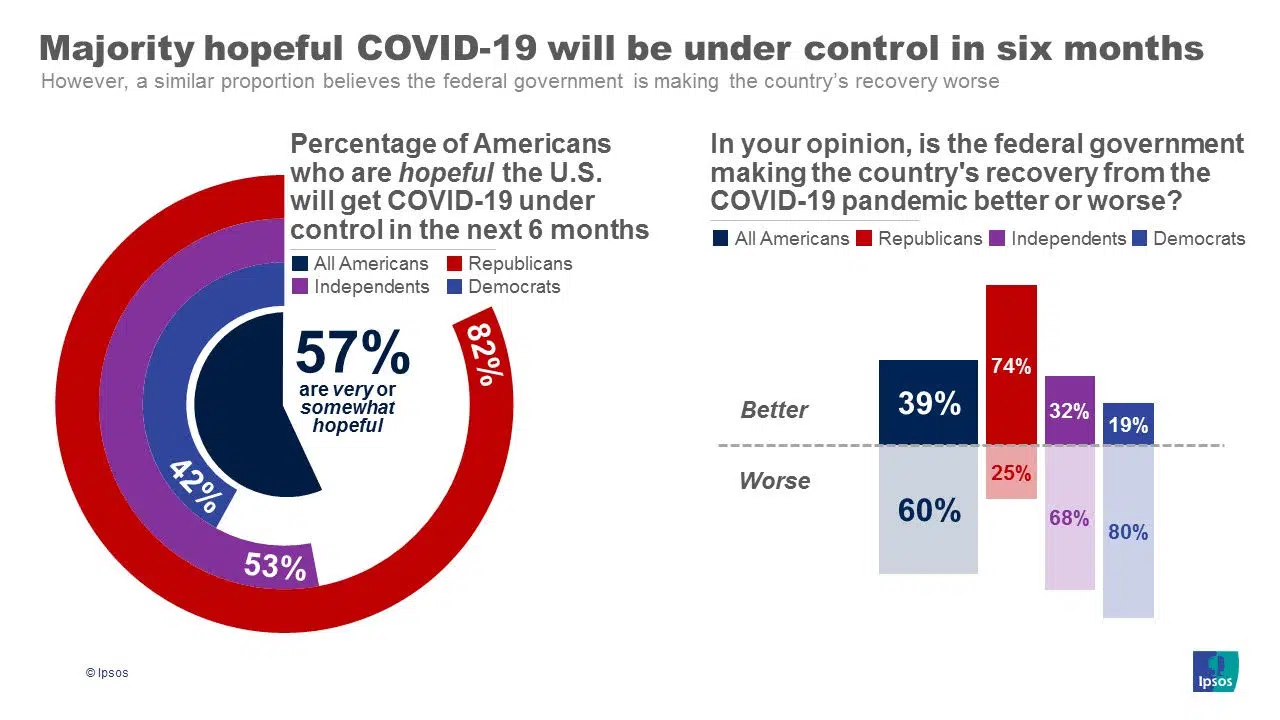 Majority hopeful COVID-19 will be under control in six months
However, a similar proportion believes the federal government is making the country's recovery worse
Percentage of Americans
who are hopeful the U.S.
will get COVID-19 under
control in the next 6 months
All Americans Republicans
Independents Democrats
57%
are very or
somewhat
hopeful
82%
42%
53%
In your opinion, is the federal government
making the country's recovery from the
COVID-19 pandemic better or worse?
All Americans Republicans Independents Democrats
Better
39%
74%
32%
19%
Worse
60%
25%
68%
80%
© Ipsos
Ipsos